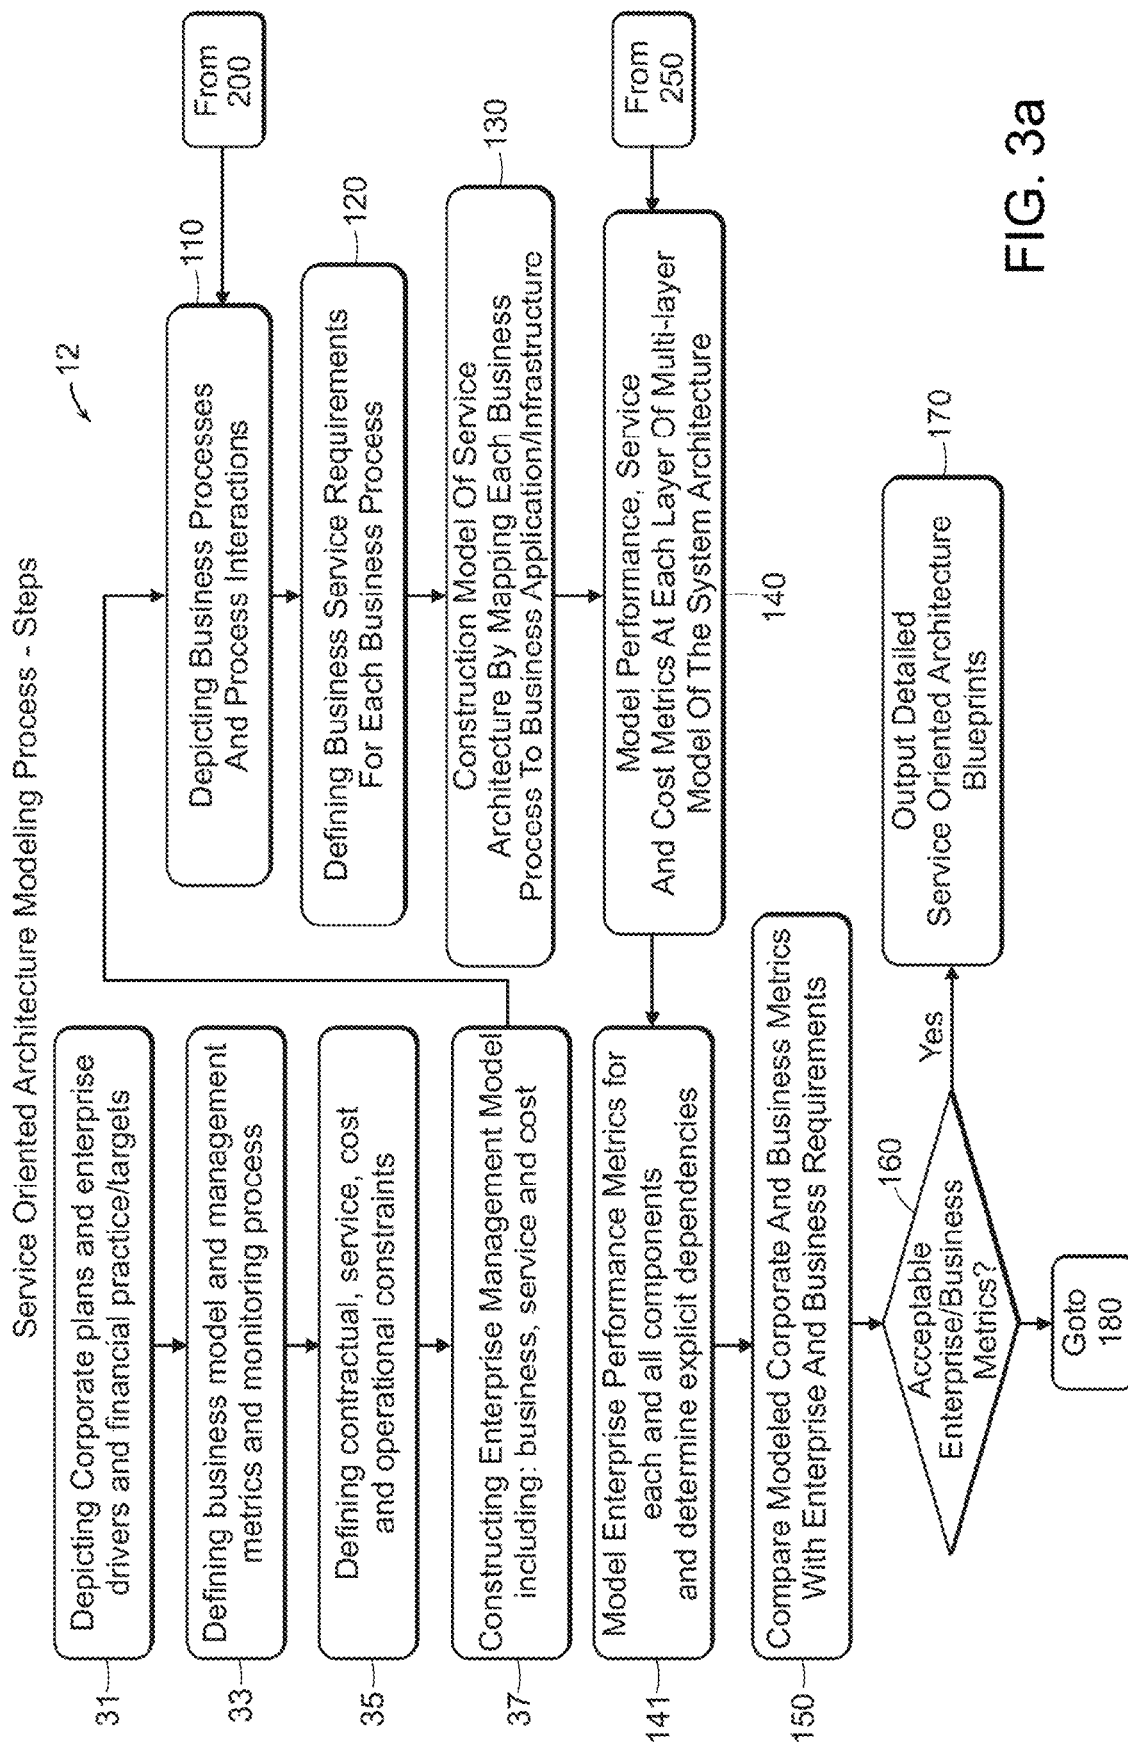 Service Oriented Architecture Modeling Process - Steps
12
31
Depicting Corporate plans and enterprise
drivers and financial practice/targets
33
Defining business model and management
metrics and monitoring process
35
Defining contractual, service, cost
and operational constraints
37
Constructing Enterprise Management Model
including: business, service and cost
From
200
110
Depicting Business Processes
And Process Interactions
120
Defining Business Service Requirements
For Each Business Process
130
Construction Model Of Service
Architecture By Mapping Each Business
Process To Business Application/Infrastructure
From
250
Model Performance, Service
And Cost Metrics At Each Layer Of Multi-layer
Model Of The System Architecture
140
141
Model Enterprise Performance Metrics for
each and all components
and determine explicit dependencies
150
Compare Modeled Corporate And Business Metrics
With Enterprise And Business Requirements
160
Acceptable
Enterprise/Business
Metrics?
Yes
170
Output Detailed
Service Oriented Architecture
Blueprints
Goto
180
FIG. 3a